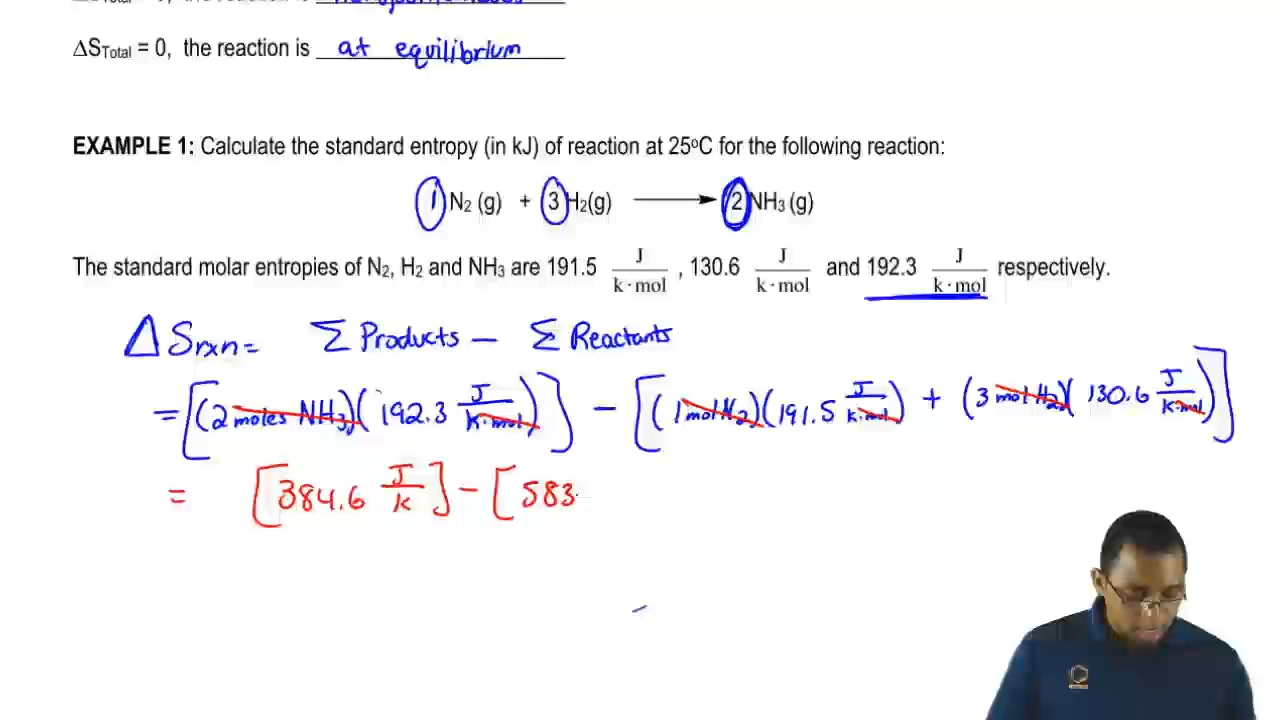 ΔSTotal = 0, the reaction is at equilibrium
EXAMPLE 1: Calculate the standard entropy (in kJ) of reaction at 25°C for the following reaction:
1 N2 (g) + 3 H2(g) → 2 NH3 (g)
The standard molar entropies of N2, H2 and NH3 are 191.5 J/k·mol , 130.6 J/k·mol and 192.3 J/k·mol respectively.
ΔSrxn = Σ Products – Σ Reactants
= [(2 moles NH3)(192.3 J/k·mol)] – [(1 mol N2)(191.5 J/k·mol) + (3 mol H2)(130.6 J/k·mol)]
= [384.6 J/k] – [583